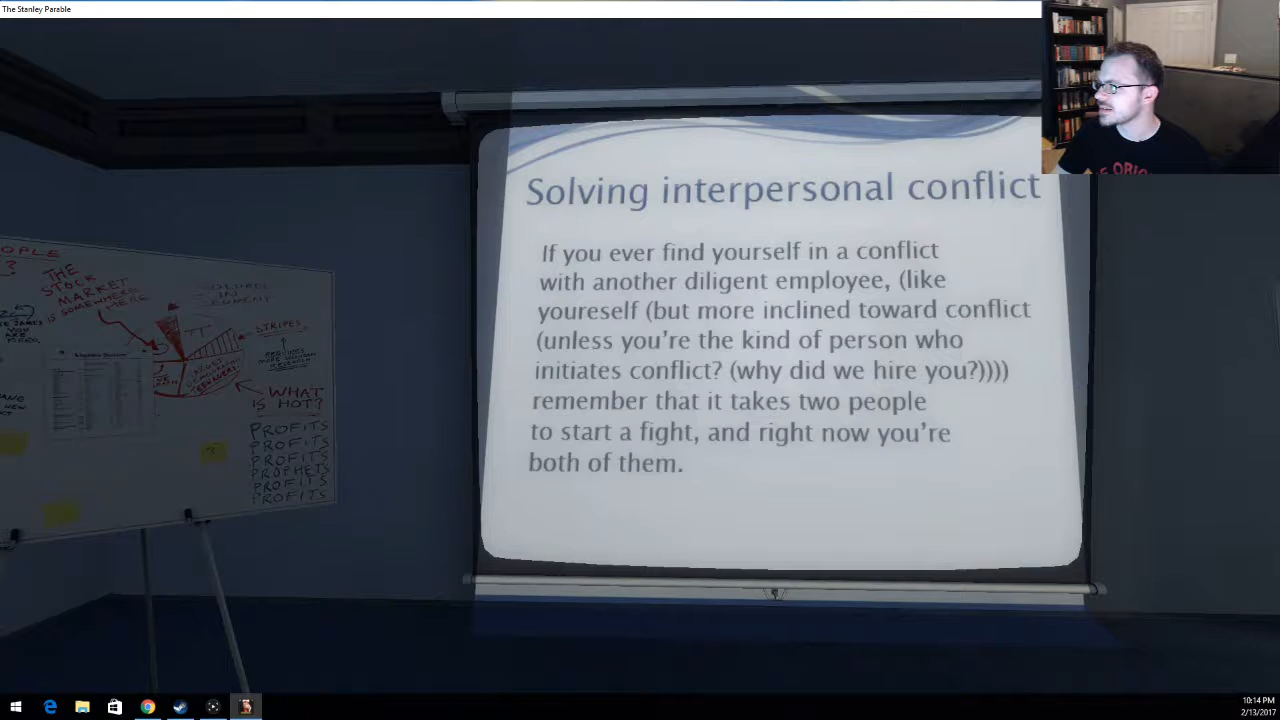 The Stanley Parable
Solving interpersonal conflict
If you ever find yourself in a conflict
with another diligent employee, (like
youreself (but more inclined toward conflict
(unless you're the kind of person who
initiates conflict? (why did we hire you?))))
remember that it takes two people
to start a fight, and right now you're
both of them.
THE
STOCK
MARKET
IS SOMEWHERE
HERE
STRIPES
WHAT
IS HOT?
PROFITS
PROFITS
PROFITS
PROPHETS
PROFITS
PROFITS
10:14 PM
2/13/2017